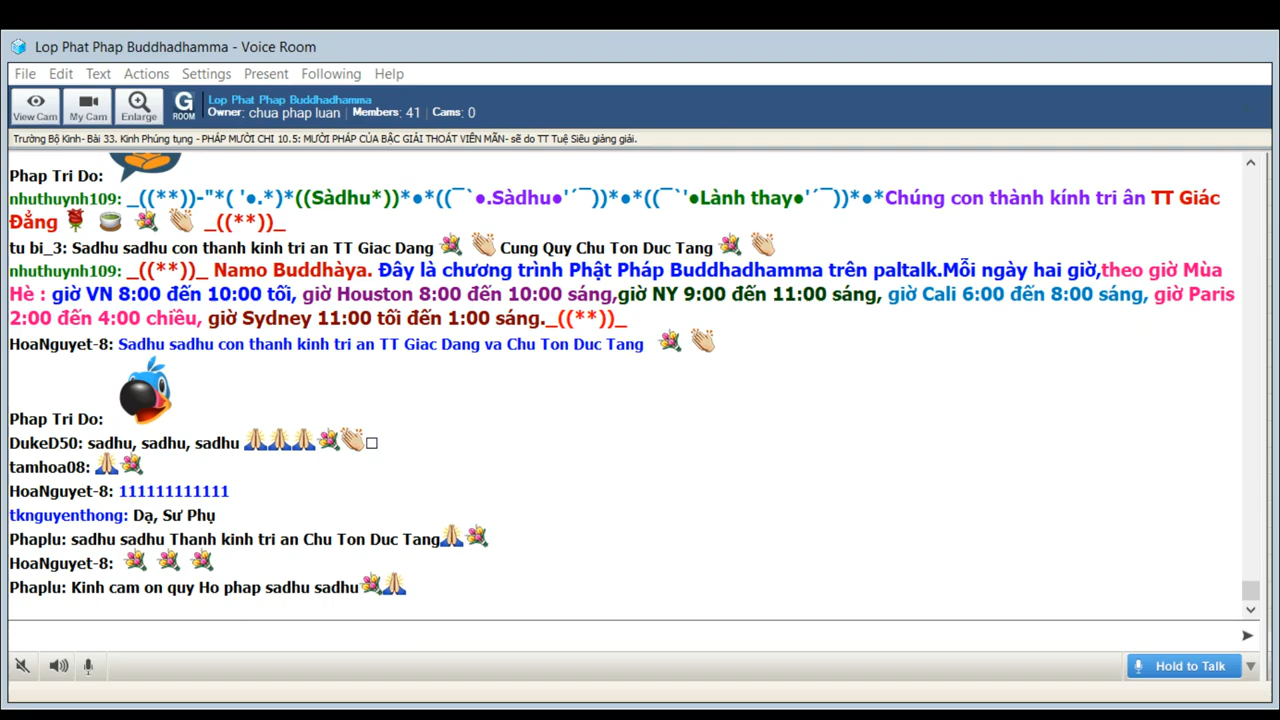 Lop Phat Phap Buddhadhamma - Voice Room
File Edit Text Actions Settings Present Following Help
View Cam My Cam Enlarge G ROOM Lop Phat Phap Buddhadhamma
Owner: chua phap luan | Members: 41 | Cams: 0
Trường Bộ Kinh- Bài 33. Kinh Phúng tụng - PHÁP MƯỜI CHI 10.5: MƯỜI PHÁP CỦA BẬC GIẢI THOÁT VIÊN MÃN- sẽ do TT Tuệ Siêu giảng giải.
Phap Tri Do:
nhuthuynh109: _((**))-"*( '●.*)*((Sàdhu*))*●*((¯`●.Sàdhu●'´¯))*●*((¯`'●Lành thay●'´¯))*●*Chúng con thành kính tri ân TT Giác
Đẳng 🌹 🍵 💐 👏 _((**))_
tu bi_3: Sadhu sadhu con thanh kinh tri an TT Giac Dang 💐 👏 Cung Quy Chu Ton Duc Tang 💐 👏
nhuthuynh109: _((**))_ Namo Buddhàya. Đây là chương trình Phật Pháp Buddhadhamma trên paltalk.Mỗi ngày hai giờ,theo giờ Mùa
Hè : giờ VN 8:00 đến 10:00 tối, giờ Houston 8:00 đến 10:00 sáng,giờ NY 9:00 đến 11:00 sáng, giờ Cali 6:00 đến 8:00 sáng, giờ Paris
2:00 đến 4:00 chiều, giờ Sydney 11:00 tối đến 1:00 sáng._((**))_
HoaNguyet-8: Sadhu sadhu con thanh kinh tri an TT Giac Dang va Chu Ton Duc Tang 💐 👏
Phap Tri Do:
DukeD50: sadhu, sadhu, sadhu 🙏🙏🙏💐👏□
tamhoa08: 🙏💐
HoaNguyet-8: 111111111111
tknguyenthong: Dạ, Sư Phụ
Phaplu: sadhu sadhu Thanh kinh tri an Chu Ton Duc Tang🙏💐
HoaNguyet-8: 💐 💐 💐
Phaplu: Kinh cam on quy Ho phap sadhu sadhu💐🙏
Hold to Talk